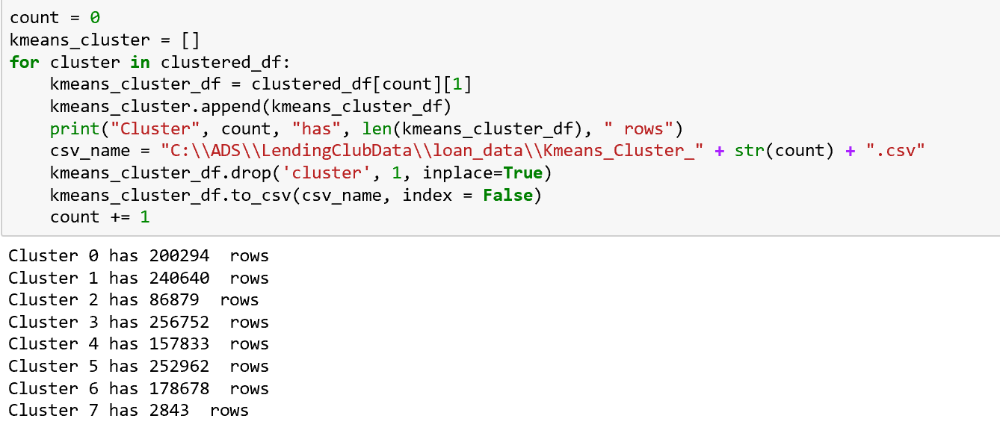 count = 0
kmeans_cluster = []
for cluster in clustered_df:
    kmeans_cluster_df = clustered_df[count][1]
    kmeans_cluster.append(kmeans_cluster_df)
    print("Cluster", count, "has", len(kmeans_cluster_df), " rows")
    csv_name = "C:\\ADS\\LendingClubData\\loan_data\\Kmeans_Cluster_" + str(count) + ".csv"
    kmeans_cluster_df.drop('cluster', 1, inplace=True)
    kmeans_cluster_df.to_csv(csv_name, index = False)
    count += 1
Cluster 0 has 200294  rows
Cluster 1 has 240640  rows
Cluster 2 has 86879  rows
Cluster 3 has 256752  rows
Cluster 4 has 157833  rows
Cluster 5 has 252962  rows
Cluster 6 has 178678  rows
Cluster 7 has 2843  rows